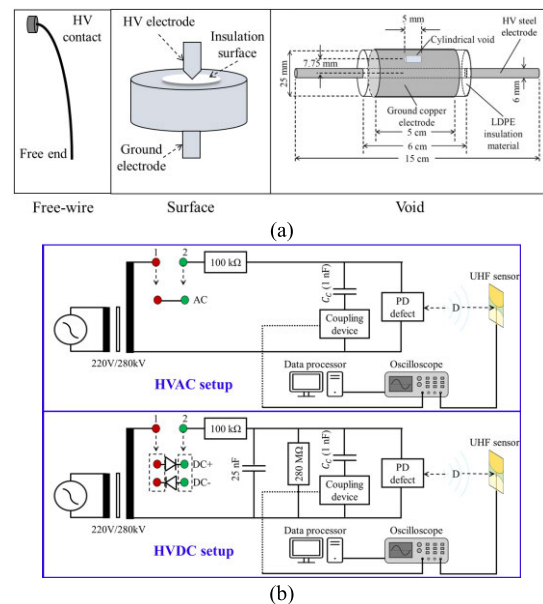 HV
contact
Free end
HV
electrode
Insulation
surface
Ground
electrode
5 mm
Cylindrical void
HV steel
electrode
7.75 mm
25 mm
6 mm
Ground copper
electrode
LDPE
insulation
material
5 cm
6 cm
15 cm
Free-wire
Surface
Void
(a)
1
2
100 kΩ
AC
C_C (1 nF)
Coupling
device
PD
defect
D
UHF sensor
Data processor
Oscilloscope
220V/280kV
HVAC setup
1
2
100 kΩ
DC+
DC-
25 nF
280 MΩ
C_C (1 nF)
Coupling
device
PD
defect
D
UHF sensor
Data processor
Oscilloscope
220V/280kV
HVDC setup
(b)